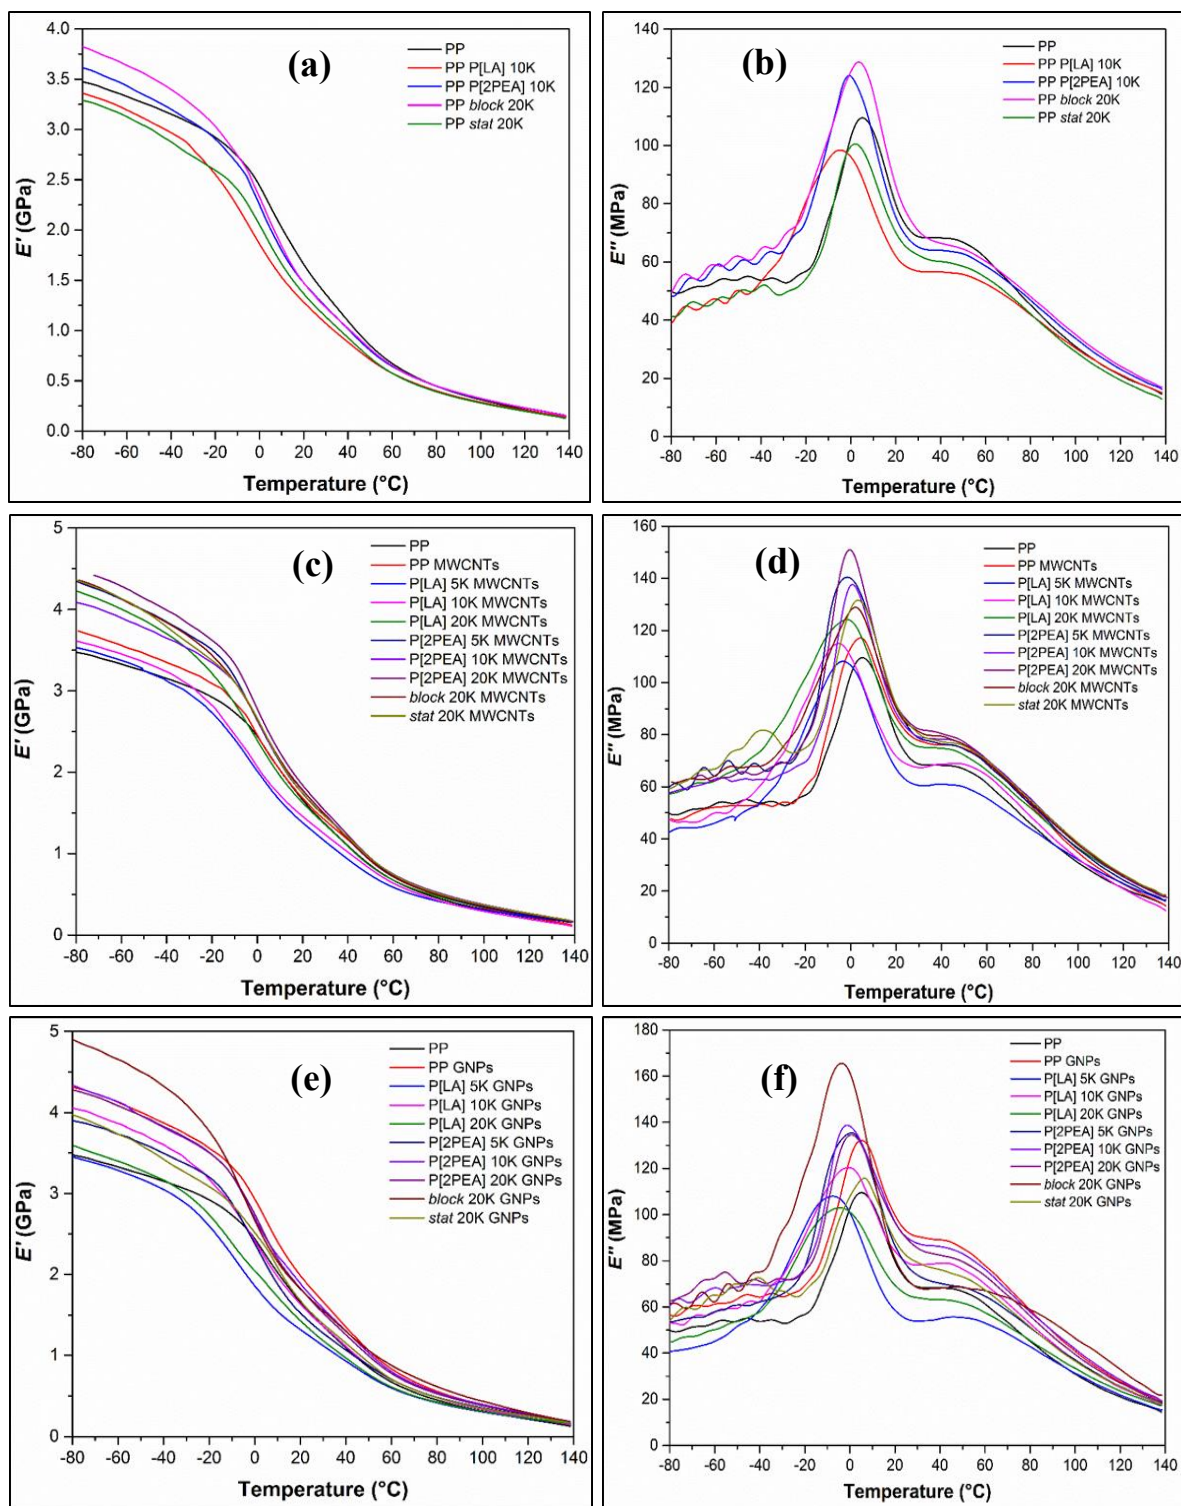 (a)
PP
PP P[LA] 10K
PP P[2PEA] 10K
PP block 20K
PP stat 20K
4.0
3.5
3.0
2.5
2.0
1.5
1.0
0.5
0.0
E' (GPa)
-80 -60 -40 -20 0 20 40 60 80 100 120 140
Temperature (°C)
(b)
PP
PP P[LA] 10K
PP P[2PEA] 10K
PP block 20K
PP stat 20K
140
120
100
80
60
40
20
0
E'' (MPa)
-80 -60 -40 -20 0 20 40 60 80 100 120 140
Temperature (°C)
(c)
PP
PP MWCNTs
P[LA] 5K MWCNTs
P[LA] 10K MWCNTs
P[LA] 20K MWCNTs
P[2PEA] 5K MWCNTs
P[2PEA] 10K MWCNTs
P[2PEA] 20K MWCNTs
block 20K MWCNTs
stat 20K MWCNTs
5
4
3
2
1
0
E' (GPa)
-80 -60 -40 -20 0 20 40 60 80 100 120 140
Temperature (°C)
(d)
PP
PP MWCNTs
P[LA] 5K MWCNTs
P[LA] 10K MWCNTs
P[LA] 20K MWCNTs
P[2PEA] 5K MWCNTs
P[2PEA] 10K MWCNTs
P[2PEA] 20K MWCNTs
block 20K MWCNTs
stat 20K MWCNTs
160
140
120
100
80
60
40
20
0
E'' (MPa)
-80 -60 -40 -20 0 20 40 60 80 100 120 140
Temperature (°C)
(e)
PP
PP GNPs
P[LA] 5K GNPs
P[LA] 10K GNPs
P[LA] 20K GNPs
P[2PEA] 5K GNPs
P[2PEA] 10K GNPs
P[2PEA] 20K GNPs
block 20K GNPs
stat 20K GNPs
5
4
3
2
1
0
E' (GPa)
-80 -60 -40 -20 0 20 40 60 80 100 120 140
Temperature (°C)
(f)
PP
PP GNPs
P[LA] 5K GNPs
P[LA] 10K GNPs
P[LA] 20K GNPs
P[2PEA] 5K GNPs
P[2PEA] 10K GNPs
P[2PEA] 20K GNPs
block 20K GNPs
stat 20K GNPs
180
160
140
120
100
80
60
40
20
0
E'' (MPa)
-80 -60 -40 -20 0 20 40 60 80 100 120 140
Temperature (°C)